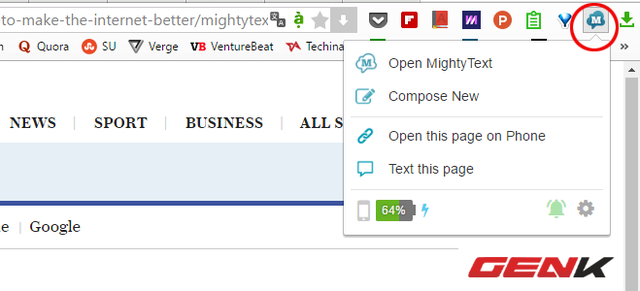 -to-make-the-internet-better/mightytex
Q Quora
SU
Verge
VB VentureBeat
Techina
NEWS | SPORT | BUSINESS | ALL S
e | Google
Open MightyText
Compose New
Open this page on Phone
Text this page
64%
GENK